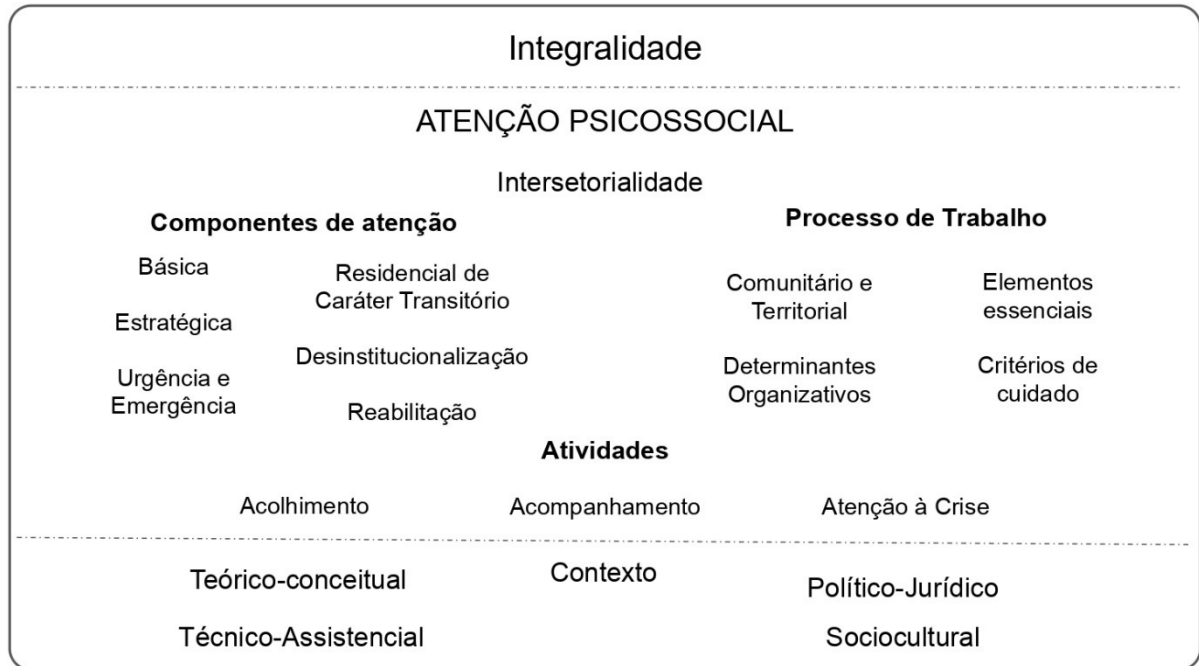 Integralidade
ATENÇÃO PSICOSSOCIAL
Intersetorialidade
Componentes de atenção
Básica
Estratégica
Urgência e
Emergência
Residencial de
Caráter Transitório
Desinstitucionalização
Reabilitação
Processo de Trabalho
Comunitário e
Territorial
Elementos
essenciais
Determinantes
Organizativos
Critérios de
cuidado
Atividades
Acolhimento
Acompanhamento
Atenção à Crise
Teórico-conceitual
Contexto
Político-Jurídico
Técnico-Assistencial
Sociocultural